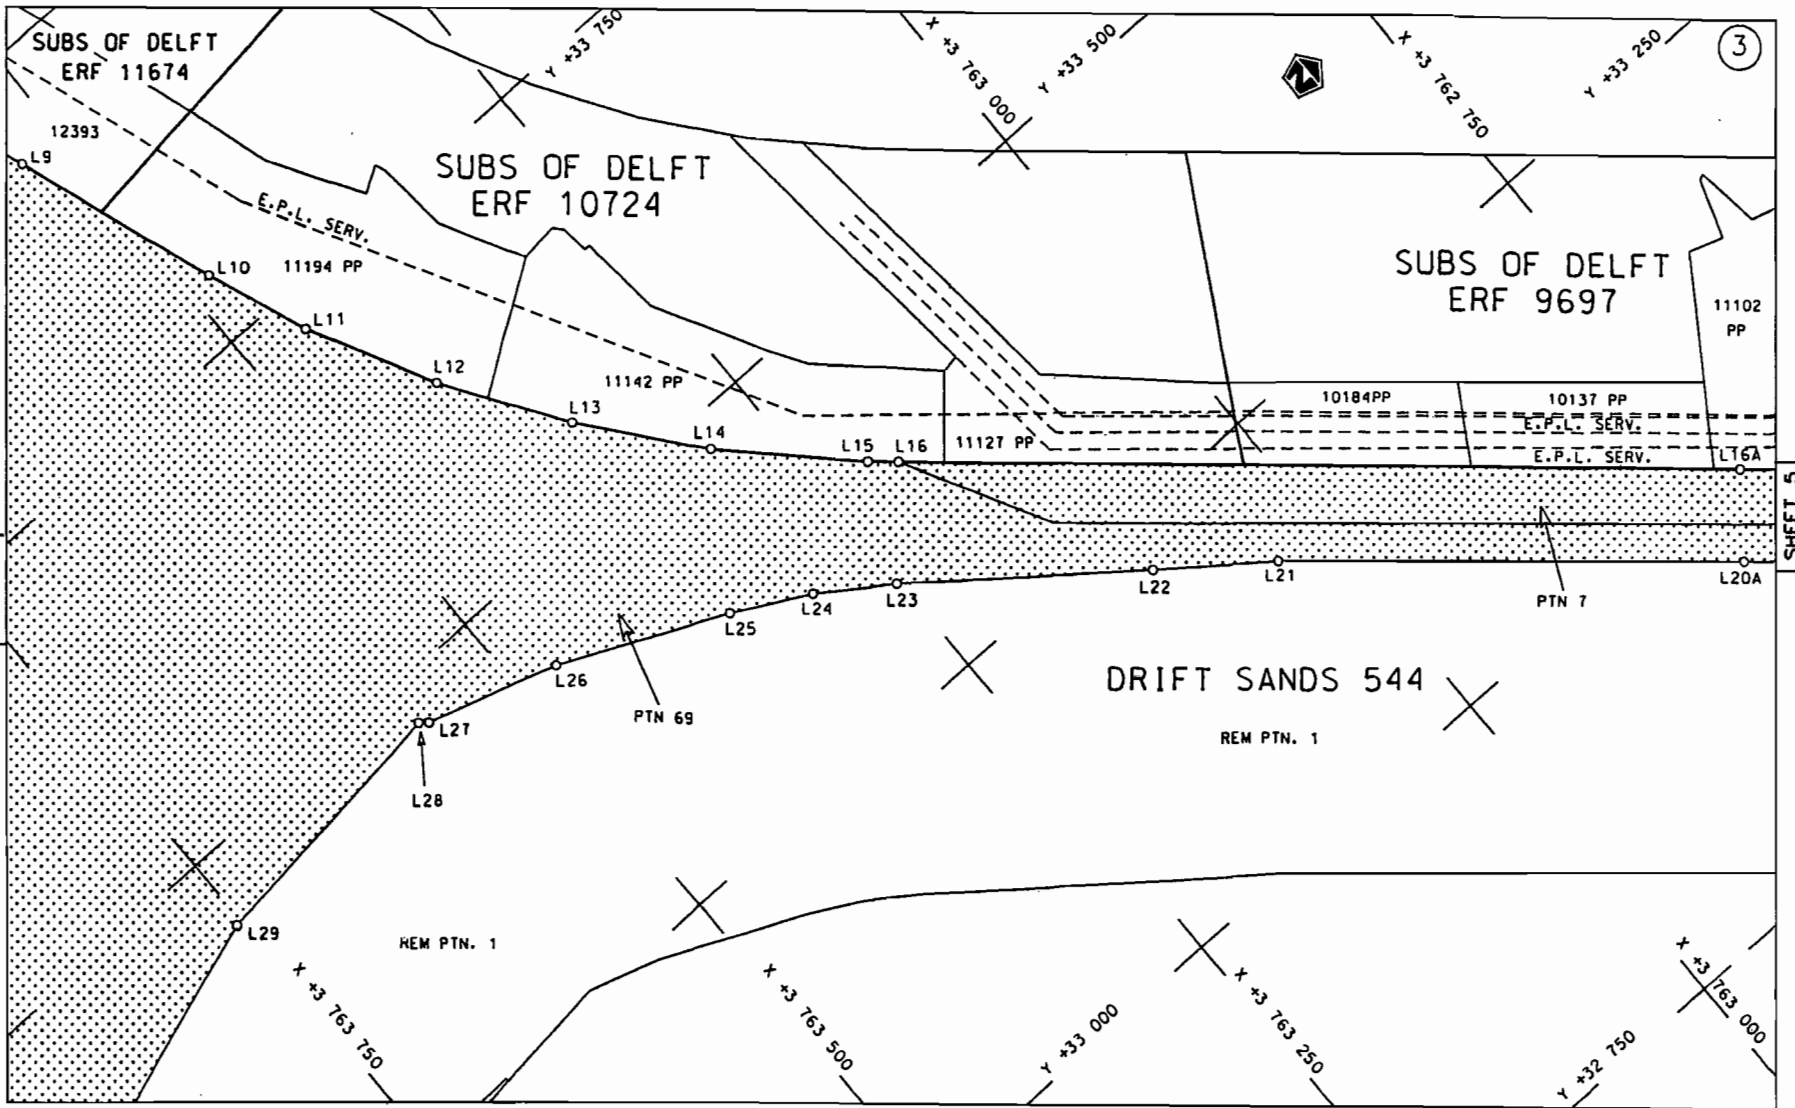 SUBS OF DELFT
ERF 11674
Y +33 750
X +3 763 000
Y +33 500
X +3 762 750
Y +33 250
3
N
12393
L9
SUBS OF DELFT
ERF 10724
E.P.L. SERV.
11194 PP
L10
L11
L12
SUBS OF DELFT
ERF 9697
11102
PP
11142 PP
L13
L14
L15
L16
11127 PP
10184PP
10137 PP
E.P.L. SERV.
E.P.L. SERV.
L16A
SHEET 5
L20A
L21
L22
L23
L24
L25
L26
L27
L28
L29
PTN 7
PTN 69
DRIFT SANDS 544
REM PTN. 1
REM PTN. 1
X +3 763 750
X +3 763 500
Y +33 000
X +3 763 250
Y +32 750
X +3 763 000